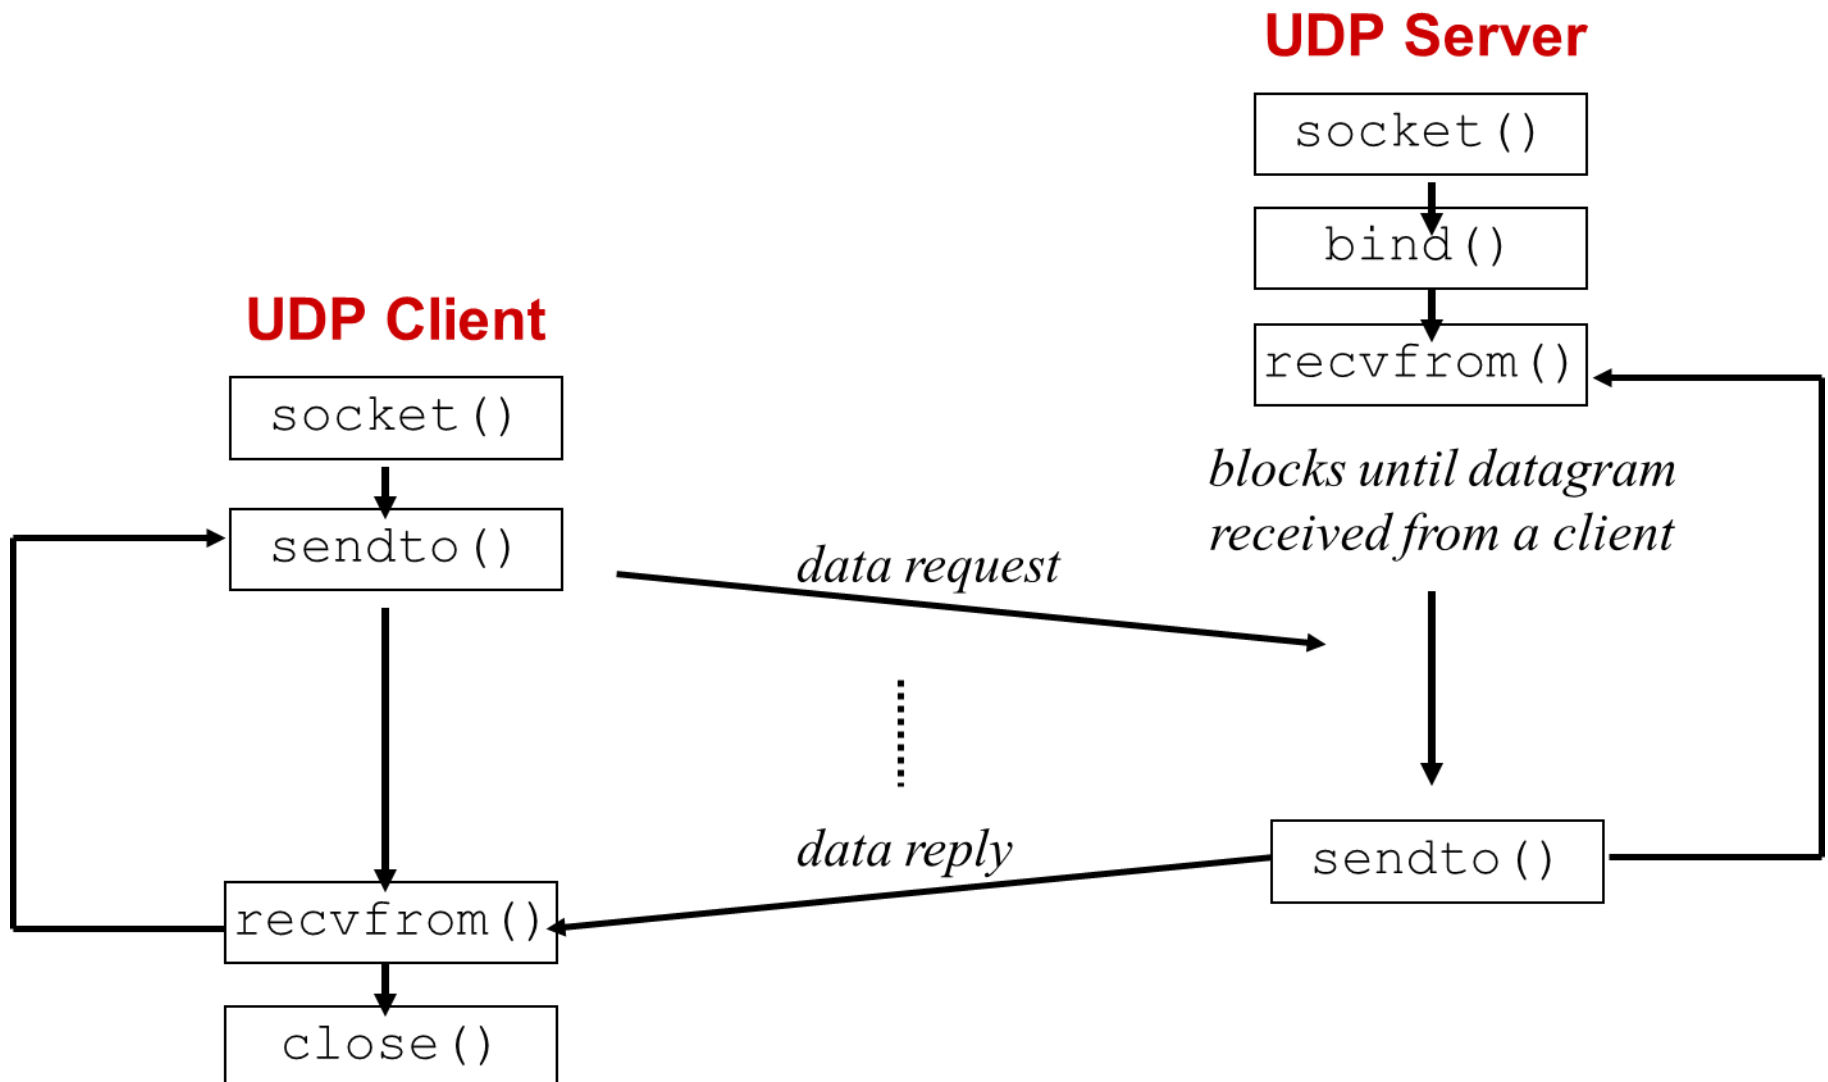 UDP Server
socket()
bind()
recvfrom()
blocks until datagram
received from a client
sendto()
UDP Client
socket()
sendto()
recvfrom()
close()
data request
data reply